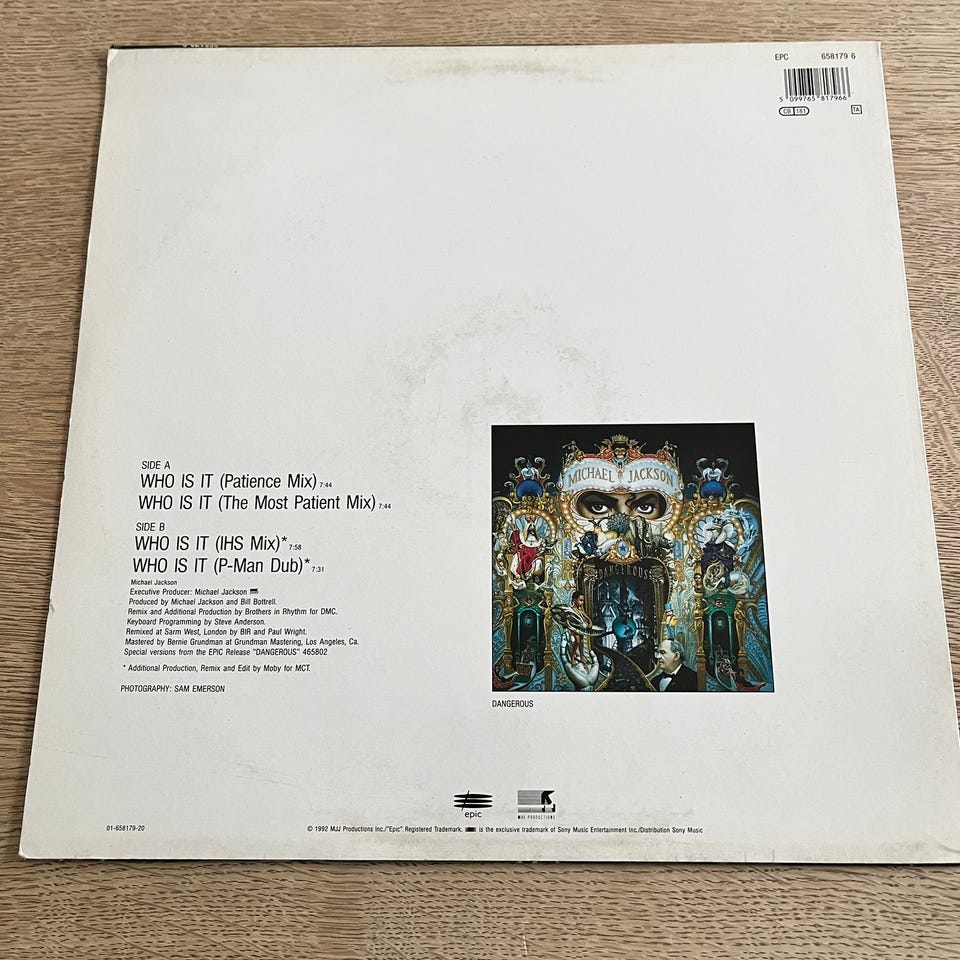 EPC 658179 6
5 099765 817966
CB 181
TA
SIDE A
WHO IS IT (Patience Mix) 7:44
WHO IS IT (The Most Patient Mix) 7:44
SIDE B
WHO IS IT (IHS Mix)* 7:58
WHO IS IT (P-Man Dub)* 7:31
Michael Jackson
Executive Producer: Michael Jackson
Produced by Michael Jackson and Bill Bottrell.
Remix and Additional Production by Brothers in Rhythm for DMC.
Keyboard Programming by Steve Anderson.
Remixed at Sarm West, London by BIR and Paul Wright.
Mastered by Bernie Grundman at Grundman Mastering, Los Angeles, Ca.
Special versions from the EPIC Release "DANGEROUS" 465802
* Additional Production, Remix and Edit by Moby for MCT.
PHOTOGRAPHY: SAM EMERSON
MICHAEL JACKSON
DANGEROUS
DANGEROUS
epic
MJJ PRODUCTIONS
01-658179-20
© 1992 MJJ Productions Inc./"Epic" Registered Trademark, is the exclusive trademark of Sony Music Entertainment Inc./Distribution Sony Music